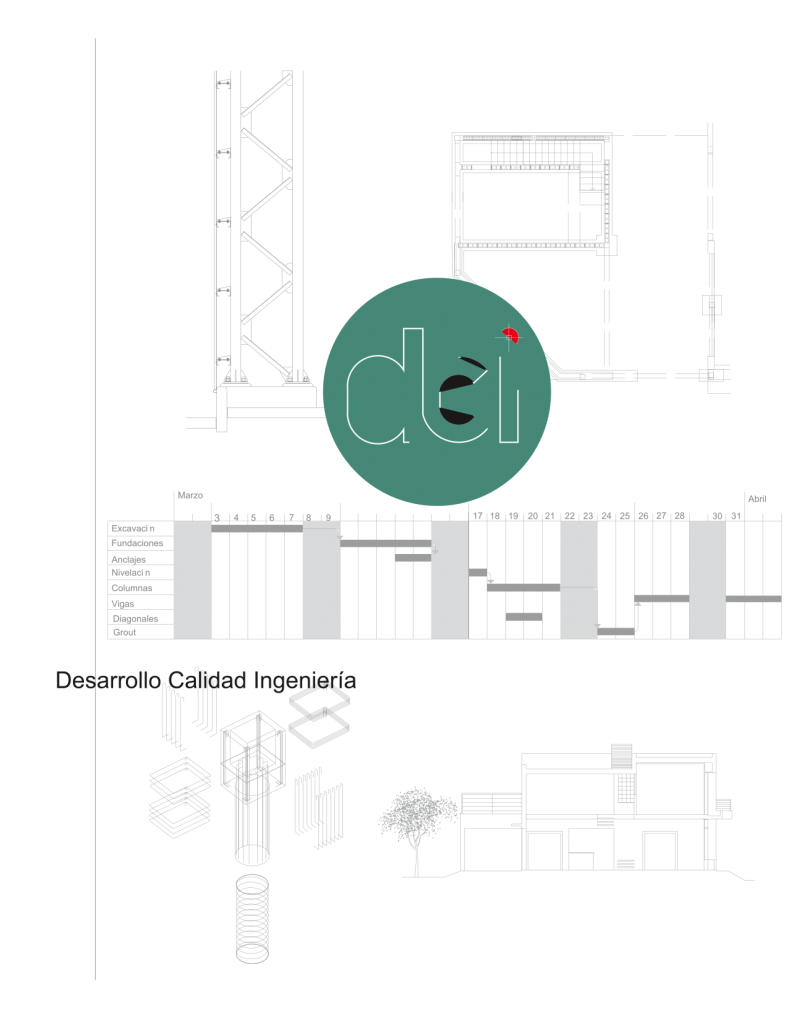 dci
Marzo
Abril
3 4 5 6 7 8 9 17 18 19 20 21 22 23 24 25 26 27 28 30 31
Excavaci n
Fundaciones
Anclajes
Nivelaci n
Columnas
Vigas
Diagonales
Grout
Desarrollo Calidad Ingeniería